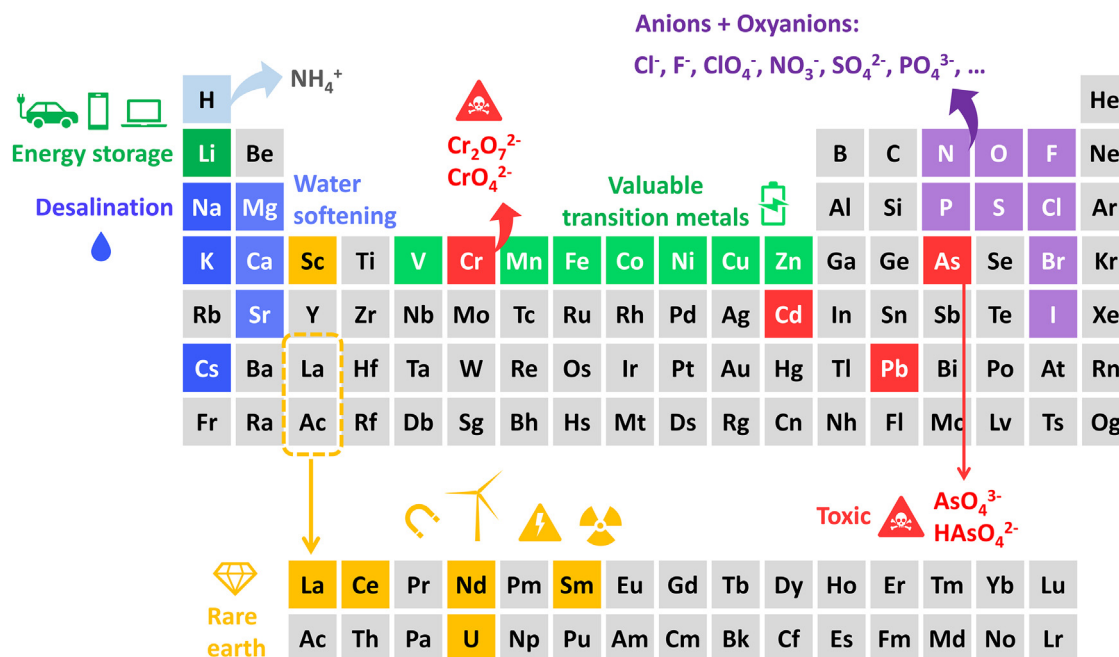 Anions + Oxyanions:
Cl⁻, F⁻, ClO₄⁻, NO₃⁻, SO₄²⁻, PO₄³⁻, ...
H NH₄⁺ He
Energy storage
Cr₂O₇²⁻
CrO₄²⁻
Li Be B C N O F Ne
Desalination
Water
softening
Valuable
transition metals
Na Mg Al Si P S Cl Ar
K Ca Sc Ti V Cr Mn Fe Co Ni Cu Zn Ga Ge As Se Br Kr
Rb Sr Y Zr Nb Mo Tc Ru Rh Pd Ag Cd In Sn Sb Te I Xe
Cs Ba La Hf Ta W Re Os Ir Pt Au Hg Tl Pb Bi Po At Rn
Fr Ra Ac Rf Db Sg Bh Hs Mt Ds Rg Cn Nh Fl Mc Lv Ts Og
Toxic
AsO₄³⁻
HAsO₄²⁻
Rare
earth
La Ce Pr Nd Pm Sm Eu Gd Tb Dy Ho Er Tm Yb Lu
Ac Th Pa U Np Pu Am Cm Bk Cf Es Fm Md No Lr